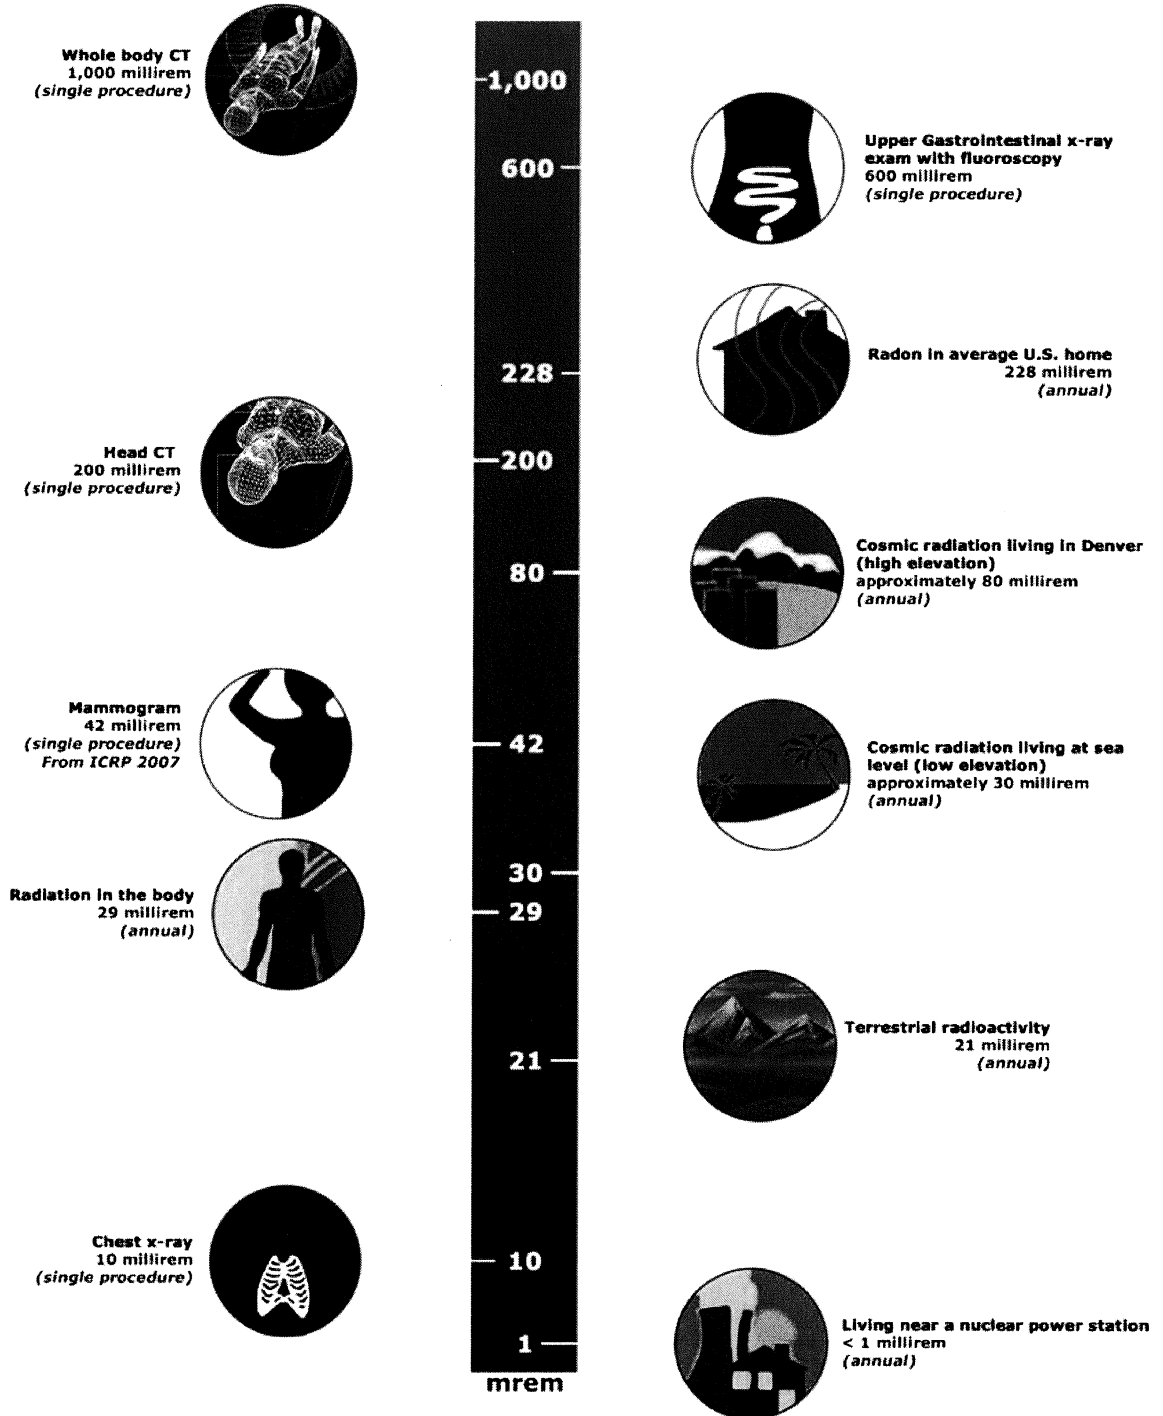 Whole body CT
1,000 millirem
(single procedure)
1,000
Upper Gastrointestinal x-ray
exam with fluoroscopy
600 millirem
(single procedure)
600
Radon in average U.S. home
228 millirem
(annual)
228
Head CT
200 millirem
(single procedure)
200
Cosmic radiation living in Denver
(high elevation)
approximately 80 millirem
(annual)
80
Mammogram
42 millirem
(single procedure)
From ICRP 2007
42
Cosmic radiation living at sea
level (low elevation)
approximately 30 millirem
(annual)
30
Radiation in the body
29 millirem
(annual)
29
Terrestrial radioactivity
21 millirem
(annual)
21
Chest x-ray
10 millirem
(single procedure)
10
Living near a nuclear power station
< 1 millirem
(annual)
1
mrem